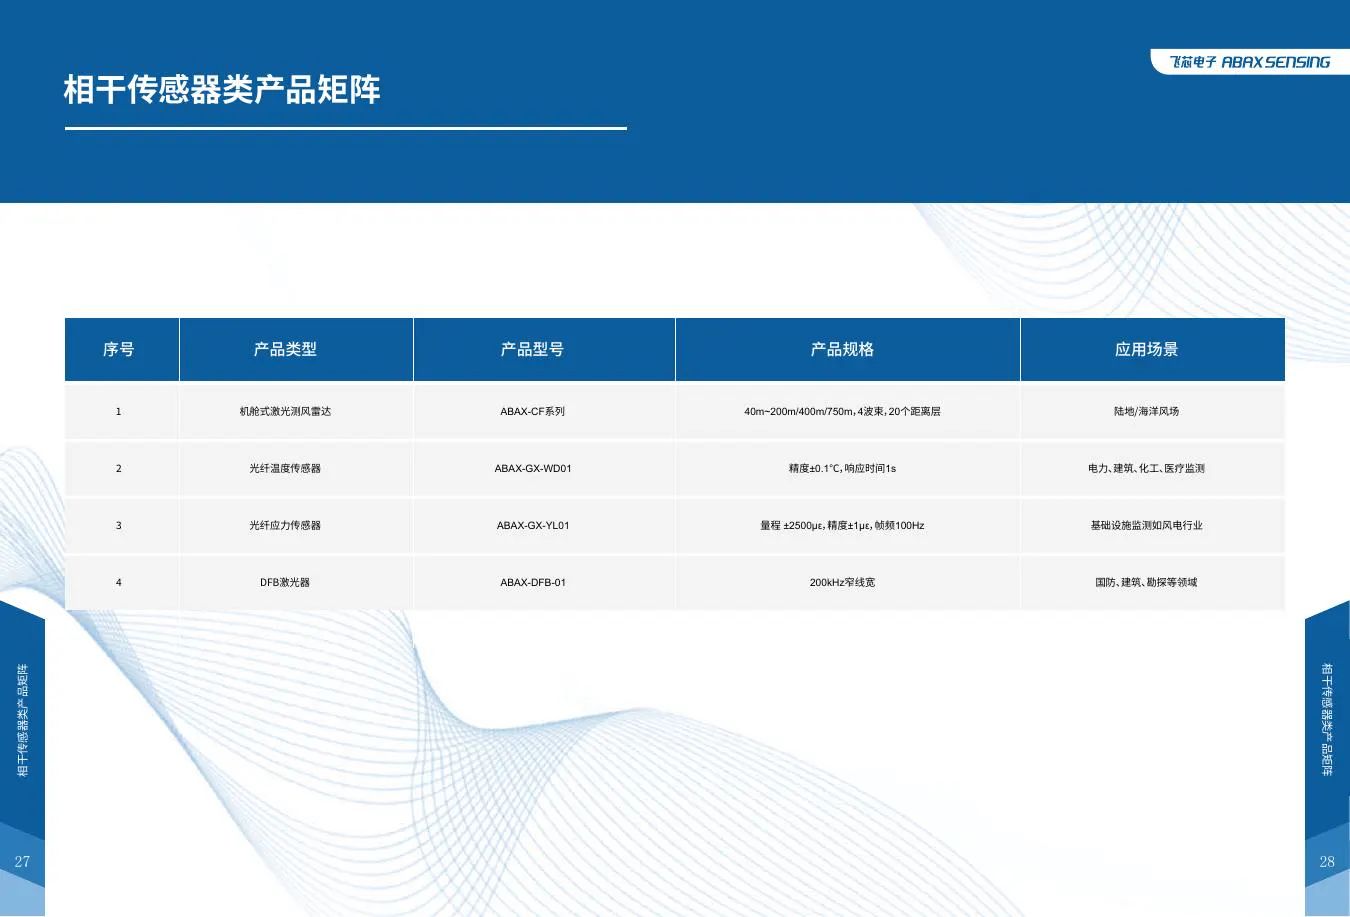 飞芯电子 ABAX SENSING
相干传感器类产品矩阵
序号 产品类型 产品型号 产品规格 应用场景
1 机舱式激光测风雷达 ABAX-CF系列 40m~200m/400m/750m，4波束，20个距离层 陆地/海洋风场
2 光纤温度传感器 ABAX-GX-WD01 精度±0.1℃，响应时间1s 电力、建筑、化工、医疗监测
3 光纤应力传感器 ABAX-GX-YL01 量程 ±2500με，精度±1με，帧频100Hz 基础设施监测如风电行业
4 DFB激光器 ABAX-DFB-01 200kHz窄线宽 国防、建筑、勘探等领域
相干传感器类产品矩阵
27
相干传感器类产品矩阵
28